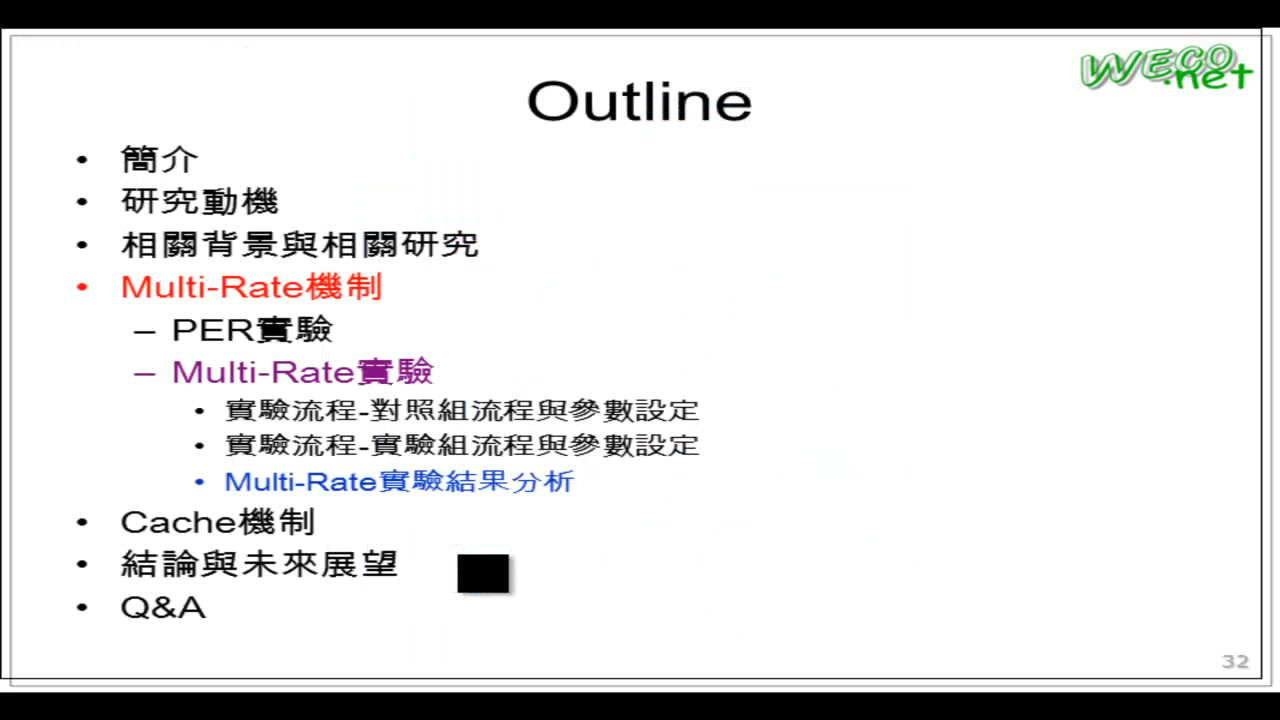 WECO.net
Outline
• 簡介
• 研究動機
• 相關背景與相關研究
• Multi-Rate機制
– PER實驗
– Multi-Rate實驗
• 實驗流程-對照組流程與參數設定
• 實驗流程-實驗組流程與參數設定
• Multi-Rate實驗結果分析
• Cache機制
• 結論與未來展望
• Q&A
32